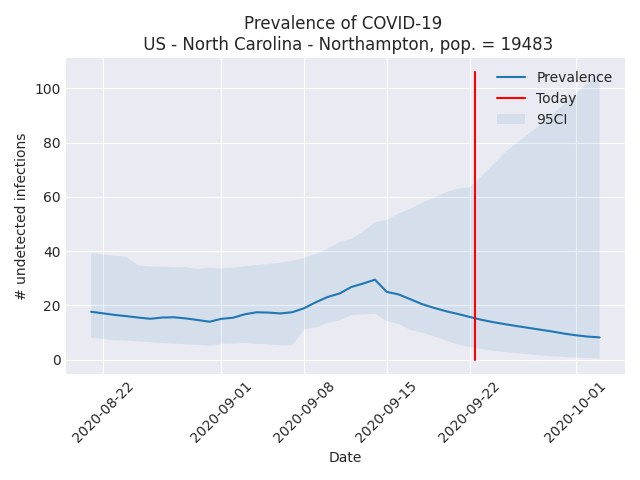 Prevalence of COVID-19
US - North Carolina - Northampton, pop. = 19483
Prevalence
Today
95CI
100
80
60
40
20
0
# undetected infections
2020-08-22
2020-09-01
2020-09-08
2020-09-15
2020-09-22
2020-10-01
Date